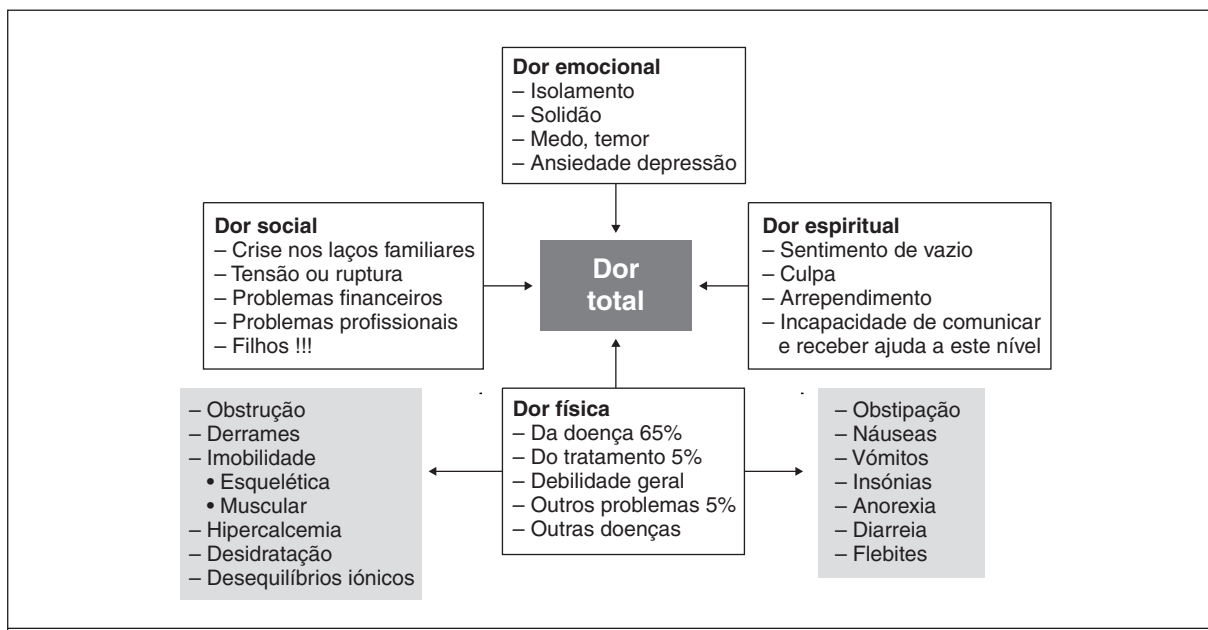 Dor emocional
– Isolamento
– Solidão
– Medo, temor
– Ansiedade depressão
Dor social
– Crise nos laços familiares
– Tensão ou ruptura
– Problemas financeiros
– Problemas profissionais
– Filhos !!!
Dor
total
Dor espiritual
– Sentimento de vazio
– Culpa
– Arrependimento
– Incapacidade de comunicar
e receber ajuda a este nível
– Obstrução
– Derrames
– Imobilidade
• Esquelética
• Muscular
– Hipercalcemia
– Desidratação
– Desequilíbrios iónicos
Dor física
– Da doença 65%
– Do tratamento 5%
– Debilidade geral
– Outros problemas 5%
– Outras doenças
– Obstipação
– Náuseas
– Vómitos
– Insónias
– Anorexia
– Diarreia
– Flebites